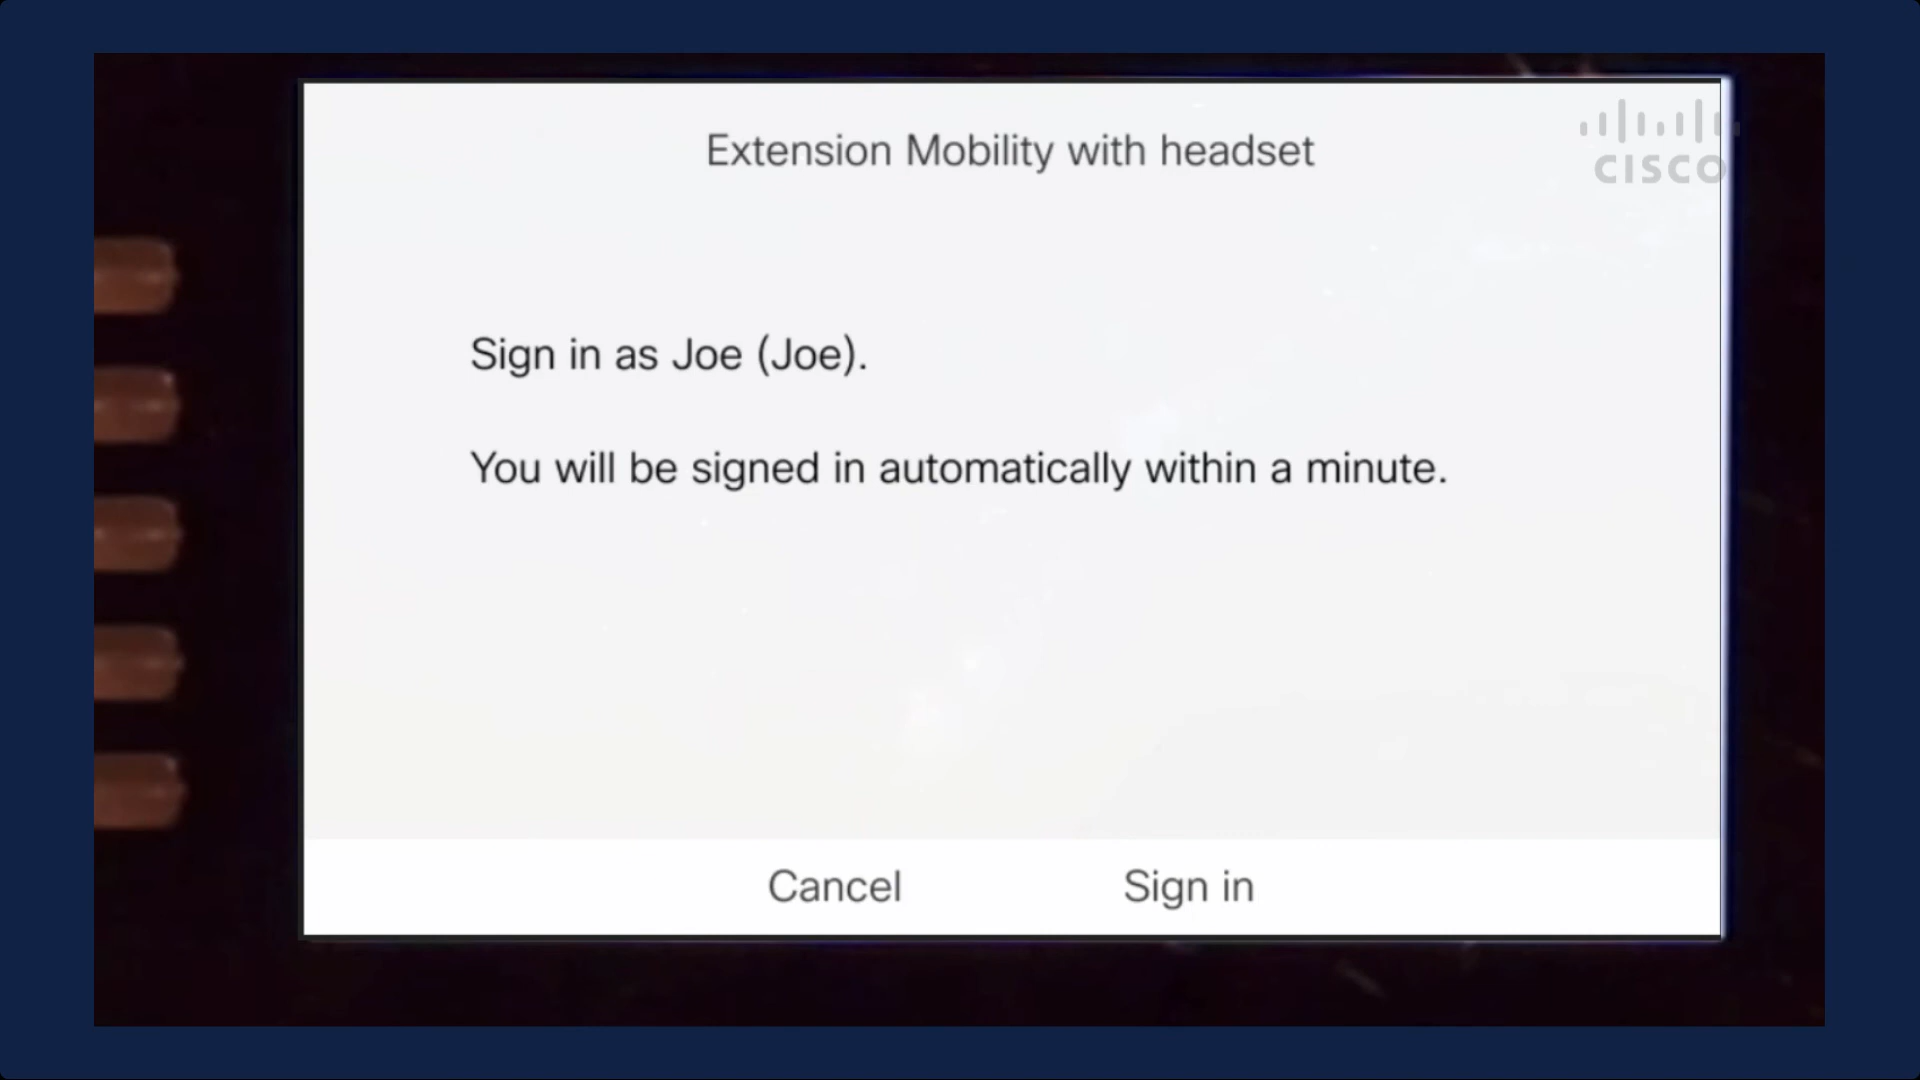 Extension Mobility with headset
CISCO
Sign in as Joe (Joe).
You will be signed in automatically within a minute.
Cancel
Sign in